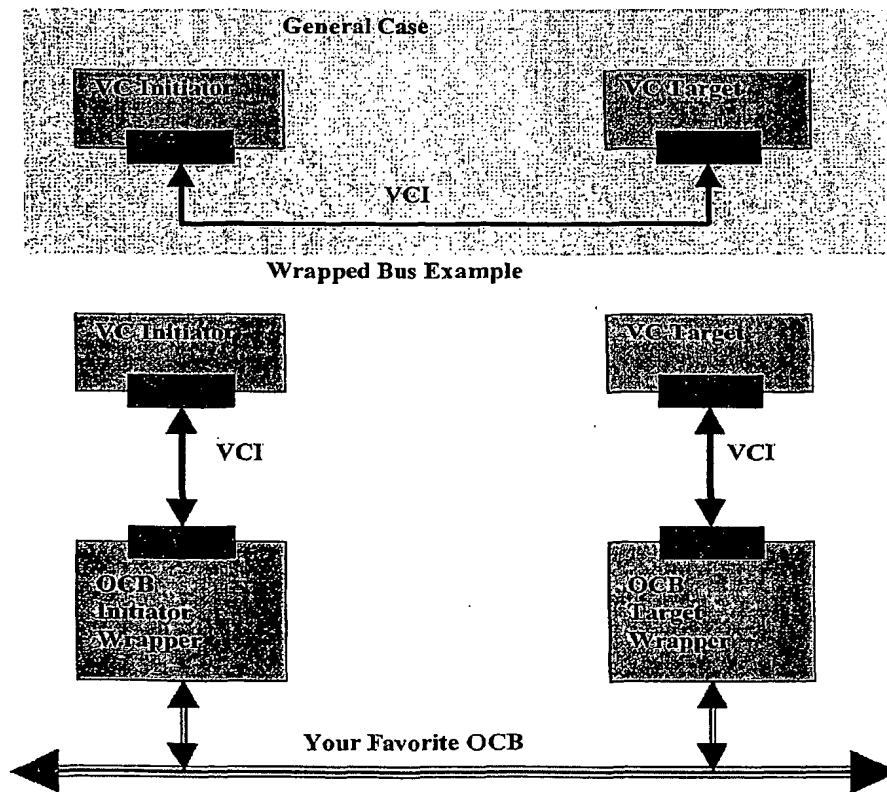 General Case
VC Initiator
VC Target
VCI
Wrapped Bus Example
VC Initiator
VC Target
VCI
VCI
OCB
Initiator
Wrapper
OCB
Target
Wrapper
Your Favorite OCB